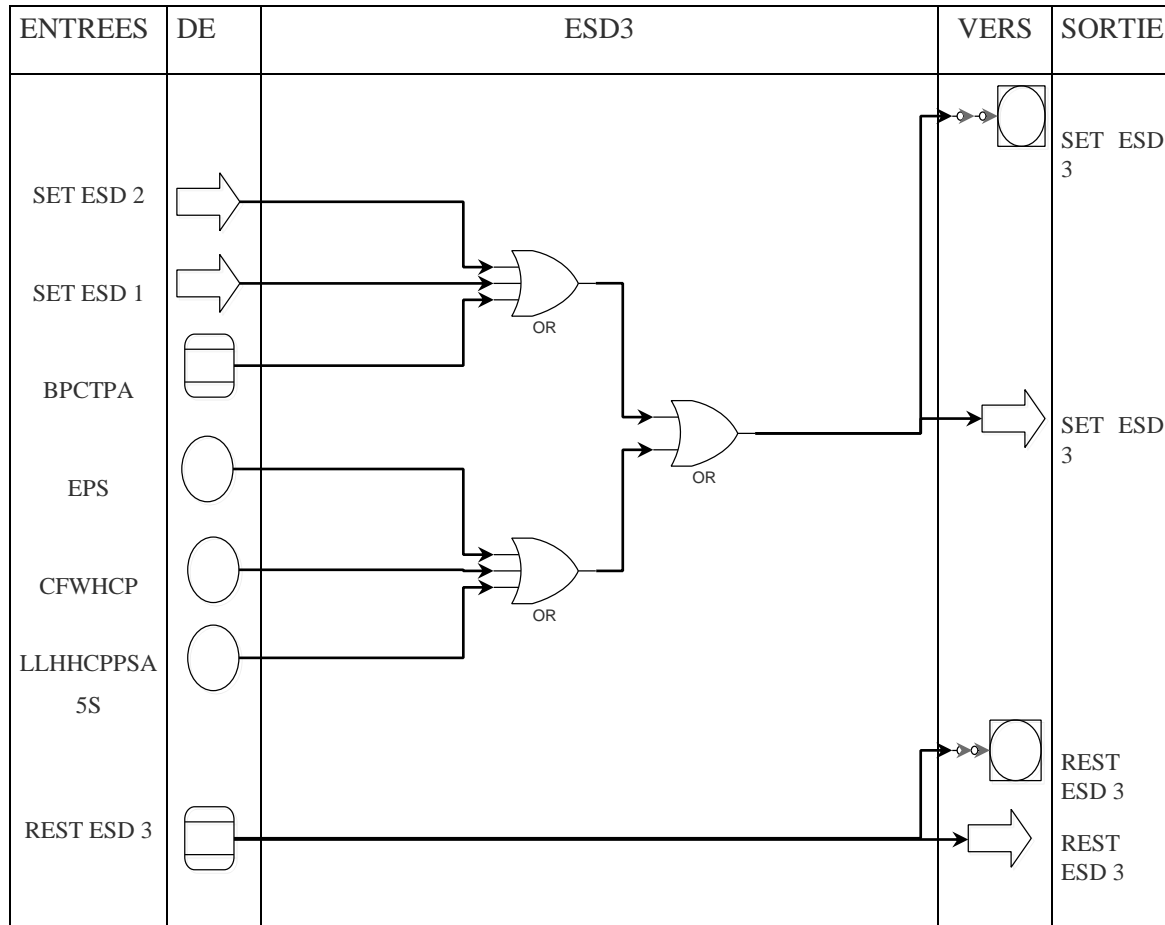 ENTREES DE ESD3 VERS SORTIE
SET ESD
3
SET ESD 2
SET ESD 1
OR
BPCTPA
SET ESD
3
OR
EPS
CFWHCP
OR
LLHHCPPSA
5S
REST
ESD 3
REST ESD 3
REST
ESD 3